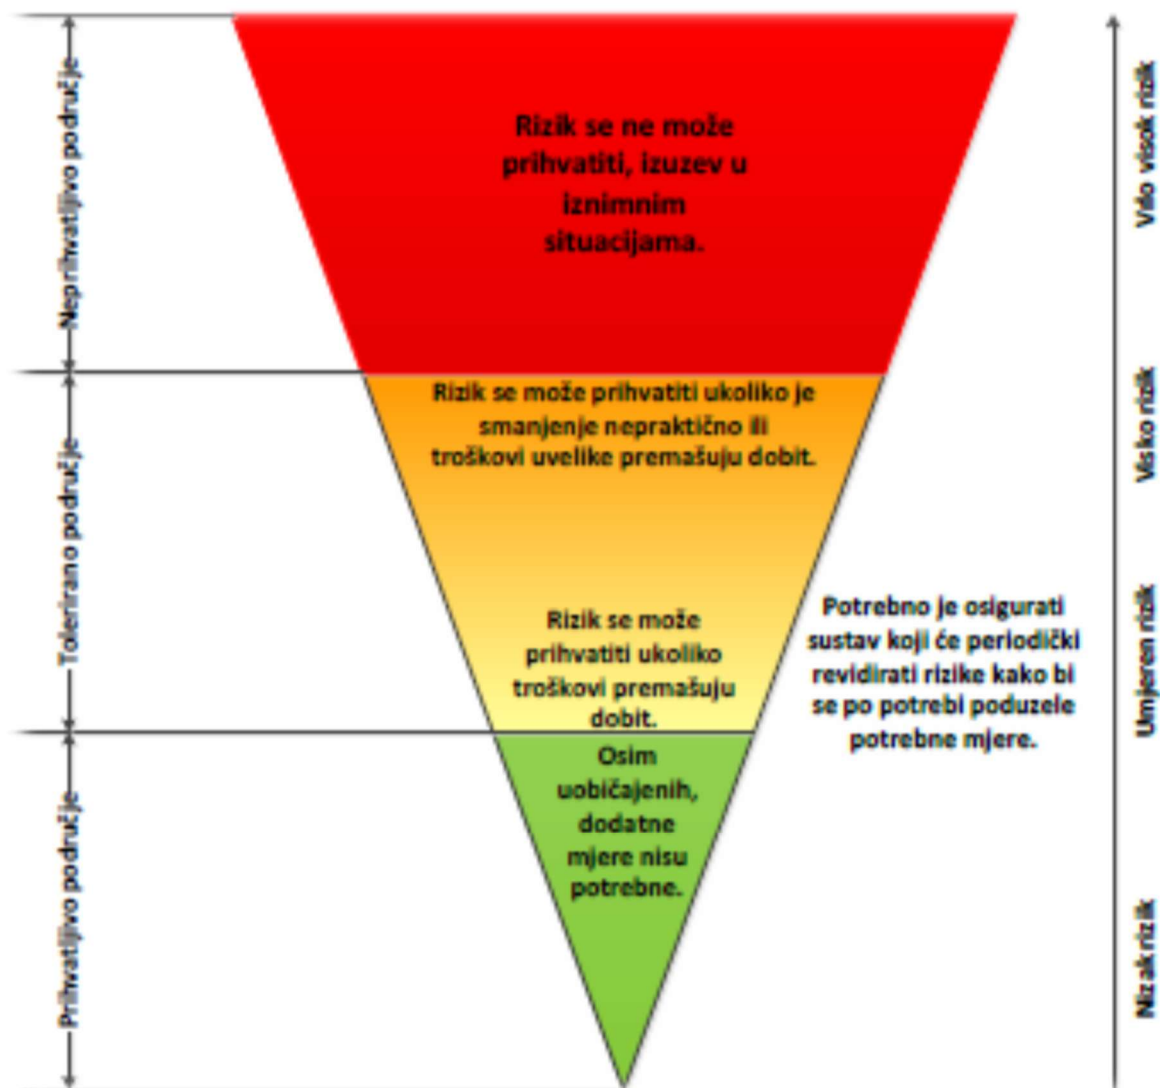 Neprihvatljivo područje
Rizik se ne može
prihvatiti, izuzev u
iznimnim
situacijama.
Vrlo visok rizik
Tolerirano područje
Rizik se može prihvatiti ukoliko je
smanjenje nepraktično ili
troškovi uvelike premašuju dobit.
Visko rizik
Rizik se može
prihvatiti ukoliko
troškovi premašuju
dobit.
Potrebno je osigurati
sustav koji će periodički
revidirati rizike kako bi
se po potrebi poduzele
potrebne mjere.
Umjeren rizik
Prihvatljivo područje
Osim
uobičajenih,
dodatne
mjere nisu
potrebne.
Nizak rizik